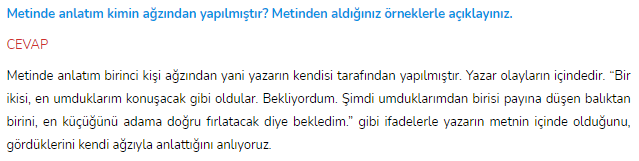 Metinde anlatım kimin ağzından yapılmıştır? Metinden aldığınız örneklerle açıklayınız.
CEVAP
Metinde anlatım birinci kişi ağzından yani yazarın kendisi tarafından yapılmıştır. Yazar olayların içindedir. “Bir
ikisi, en umduklarım konuşacak gibi oldular. Bekliyordum. Şimdi umduklarımdan birisi payına düşen balıktan
birini, en küçüğünü adama doğru fırlatacak diye bekledim.” gibi ifadelerle yazarın metnin içinde olduğunu,
gördüklerini kendi ağzıyla anlattığını anlıyoruz.